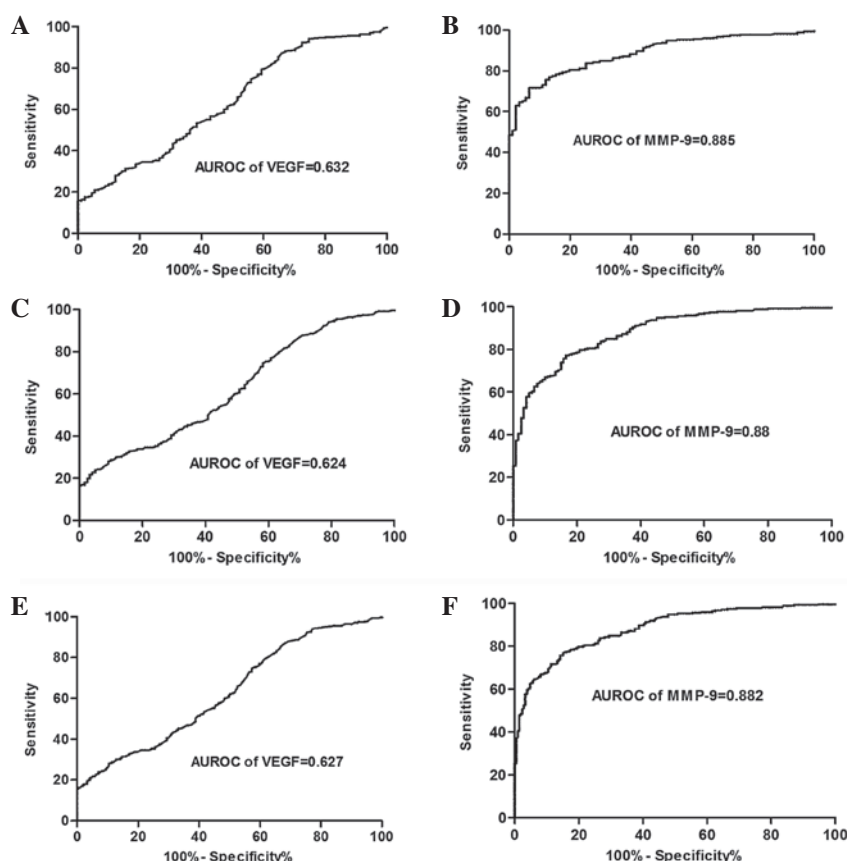 A
100
80
60
40
20
0
Sensitivity
AUROC of VEGF=0.632
0 20 40 60 80 100
100% - Specificity%
B
100
80
60
40
20
0
Sensitivity
AUROC of MMP-9=0.885
0 20 40 60 80 100
100% - Specificity%
C
100
80
60
40
20
0
Sensitivity
AUROC of VEGF=0.624
0 20 40 60 80 100
100% - Specificity%
D
100
80
60
40
20
0
Sensitivity
AUROC of MMP-9=0.88
0 20 40 60 80 100
100% - Specificity%
E
100
80
60
40
20
0
Sensitivity
AUROC of VEGF=0.627
0 20 40 60 80 100
100% - Specificity%
F
100
80
60
40
20
0
Sensitivity
AUROC of MMP-9=0.882
0 20 40 60 80 100
100% - Specificity%